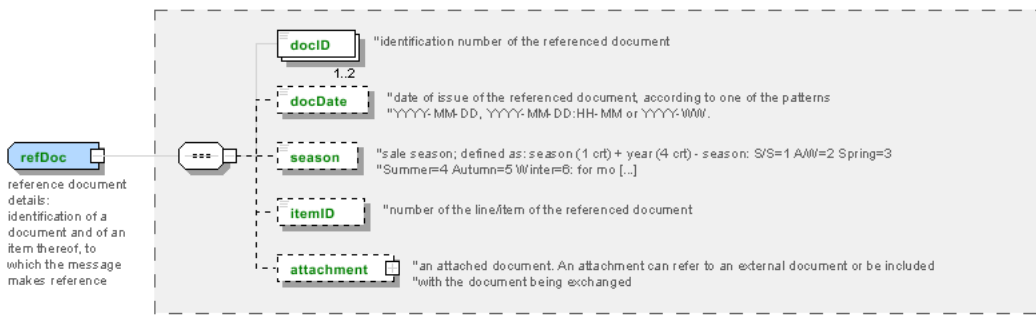 docID
"identification number of the referenced document
1..2
docDate
"date of issue of the referenced document, according to one of the patterns
"YYYY-MM-DD, YYYY-MM-DD:HH-MM or YYYY-WW.
refDoc
season
"sale season; defined as: season (1 crt) + year (4 crt) - season: S/S=1 A/W=2 Spring=3
"Summer=4 Autumn=5 Winter=6: for mo [...]
reference document
details:
identification of a
document and of an
item thereof, to
which the message
makes reference
itemID
"number of the line/item of the referenced document
attachment
"an attached document. An attachment can refer to an external document or be included
"with the document being exchanged